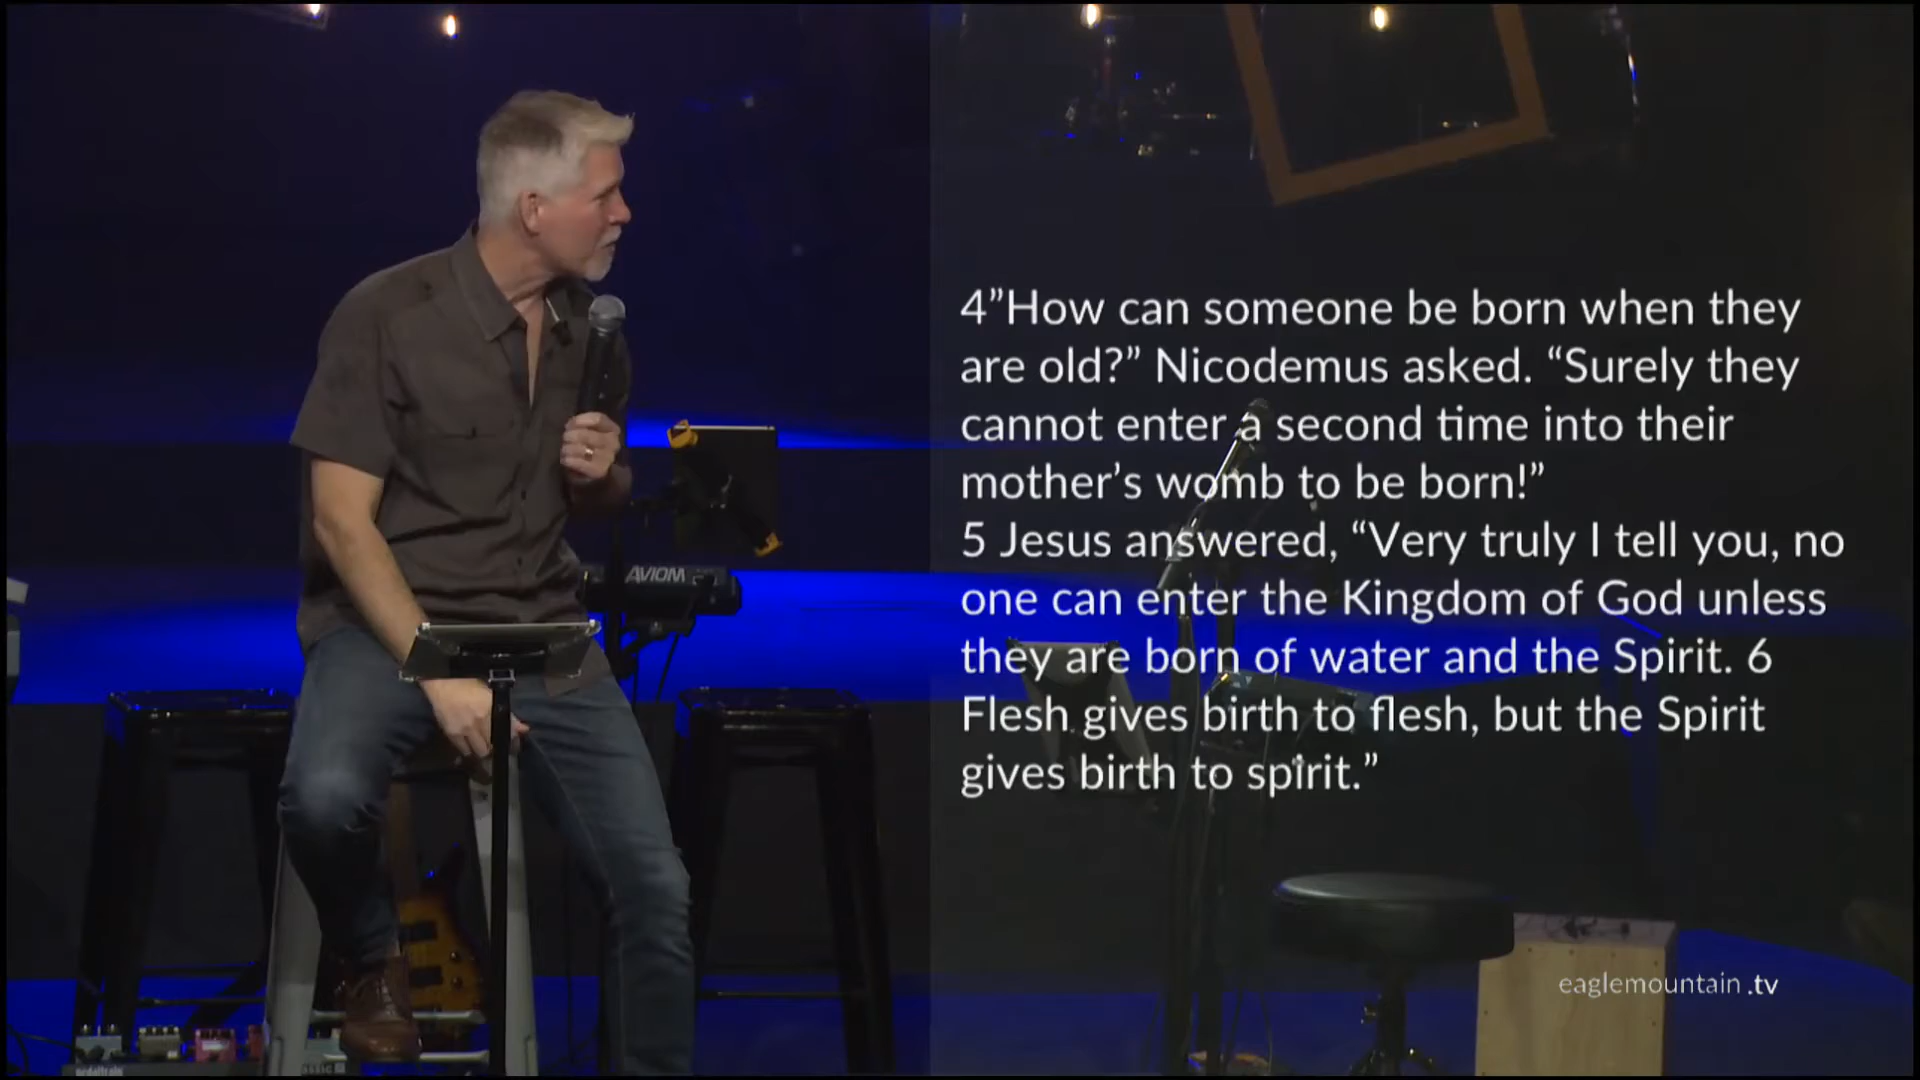 4”How can someone be born when they
are old?” Nicodemus asked. “Surely they
cannot enter a second time into their
mother’s womb to be born!”
5 Jesus answered, “Very truly I tell you, no
one can enter the Kingdom of God unless
they are born of water and the Spirit. 6
Flesh gives birth to flesh, but the Spirit
gives birth to spirit.”
AVIOM
eaglemountain.tv
pedaltrain